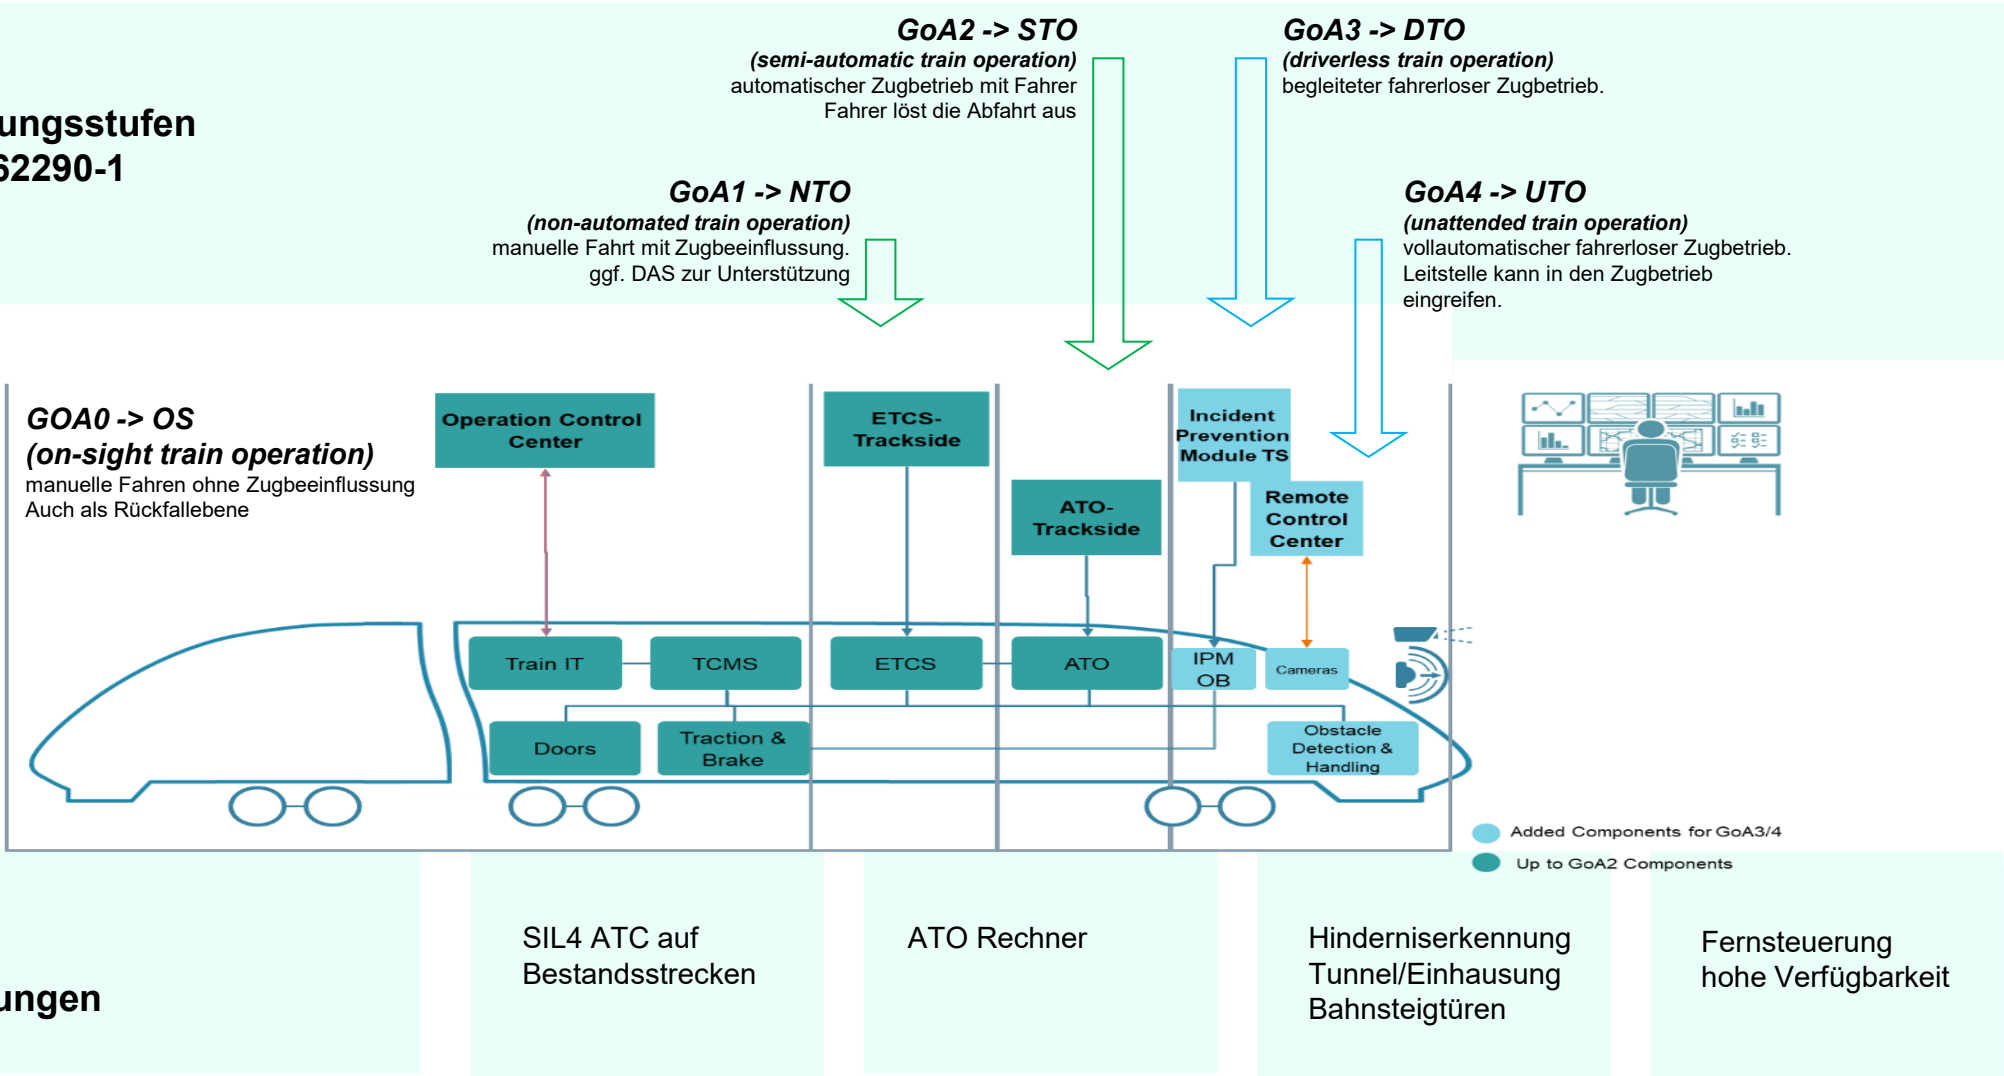 GoA2 -> STO
(semi-automatic train operation)
automatischer Zugbetrieb mit Fahrer
Fahrer löst die Abfahrt aus
GoA3 -> DTO
(driverless train operation)
begleiteter fahrerloser Zugbetrieb.
ungsstufen
62290-1
GoA1 -> NTO
(non-automated train operation)
manuelle Fahrt mit Zugbeeinflussung.
ggf. DAS zur Unterstützung
GoA4 -> UTO
(unattended train operation)
vollautomatischer fahrerloser Zugbetrieb.
Leitstelle kann in den Zugbetrieb
eingreifen.
GOA0 -> OS
(on-sight train operation)
manuelle Fahren ohne Zugbeeinflussung
Auch als Rückfallebene
Operation Control
Center
ETCS-
Trackside
ATO-
Trackside
Incident
Prevention
Module TS
Remote
Control
Center
Train IT
TCMS
ETCS
ATO
IPM
OB
Cameras
Doors
Traction &
Brake
Obstacle
Detection &
Handling
Added Components for GoA3/4
Up to GoA2 Components
ungen
SIL4 ATC auf
Bestandsstrecken
ATO Rechner
Hinderniserkennung
Tunnel/Einhausung
Bahnsteigtüren
Fernsteuerung
hohe Verfügbarkeit